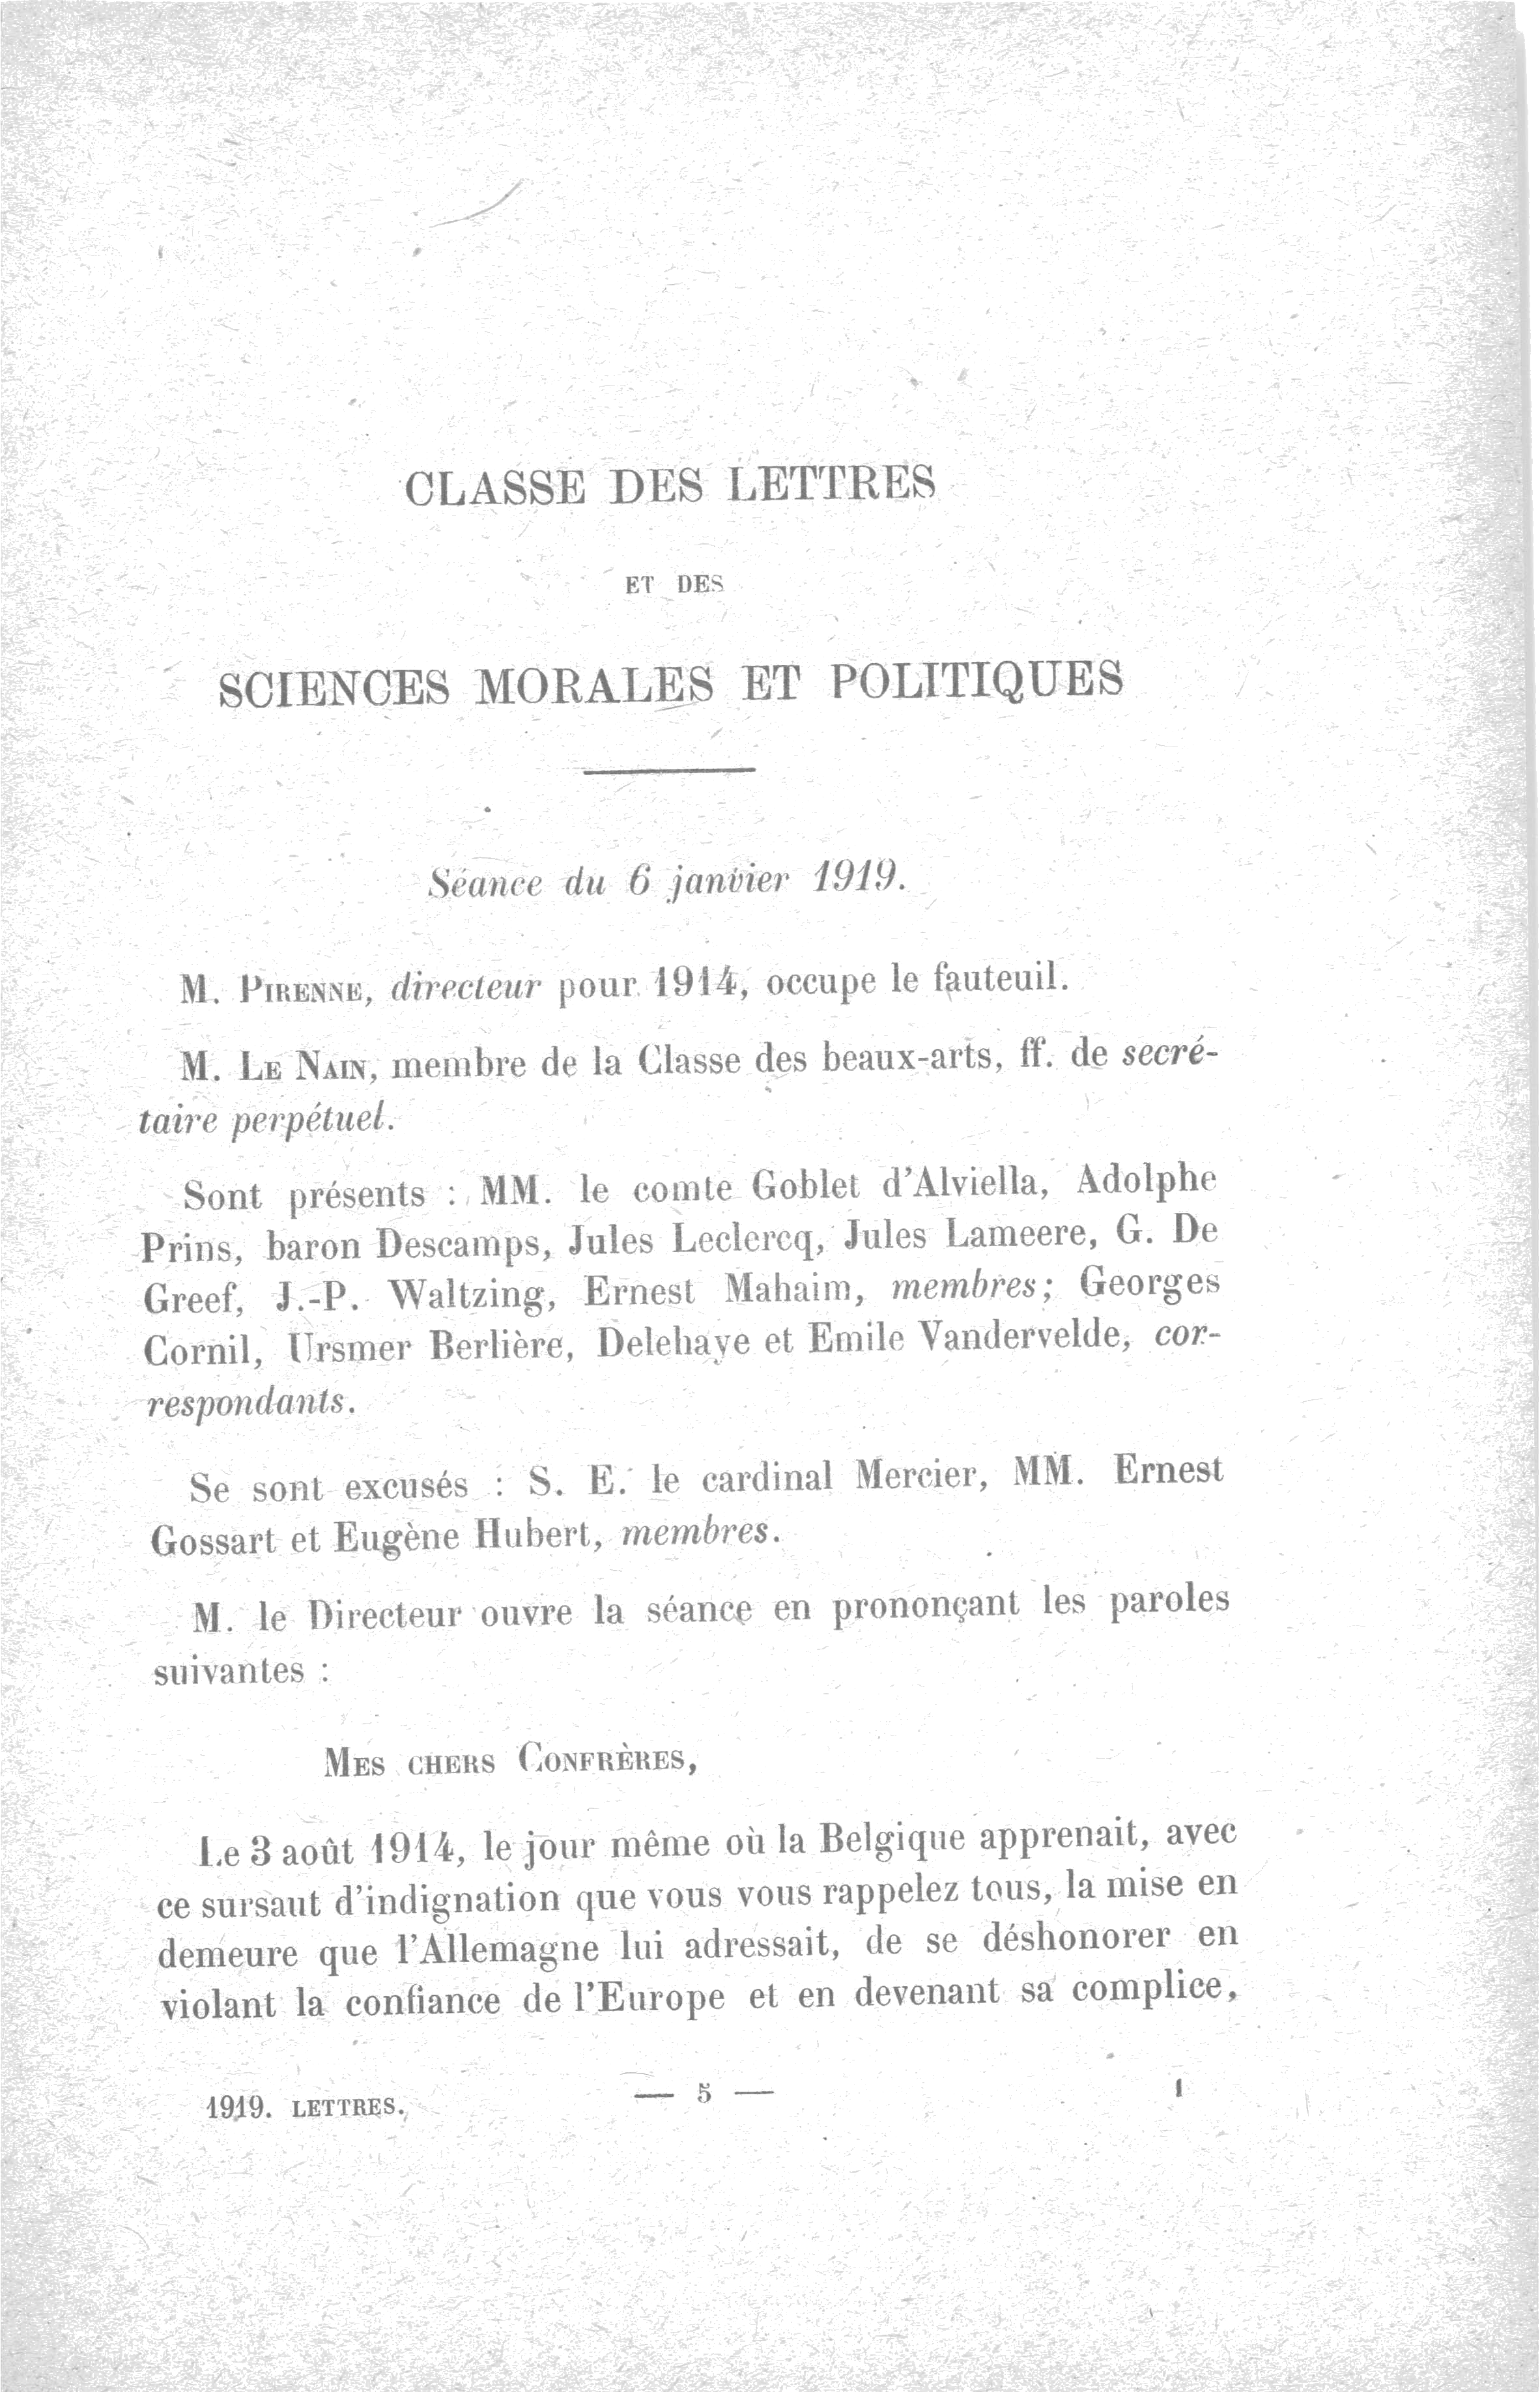 CLASSE DES LETTRES
ET DES
SCIENCES MORALES ET POLITIQUES
Séance du 6 janvier 1919.
M. PIRENNE, directeur pour 1914, occupe le fauteuil.
M. LE NAIN, membre de la Classe des beaux-arts, ff. de secré-
taire perpétuel.
Sont présents : MM. le comte Goblet d'Alviella, Adolphe
Prins, baron Descamps, Jules Leclercq, Jules Lameere, G. De
Greef, J.-P. Waltzing, Ernest Mahaim, membres; Georges
Cornil, Ursmer Berlière, Delehaye et Emile Vandervelde, cor-
respondants.
Se sont excusés : S. E. le cardinal Mercier, MM. Ernest
Gossart et Eugène Hubert, membres.
M. le Directeur ouvre la séance en prononçant les paroles
suivantes :
MES CHERS CONFRÈRES,
Le 3 août 1914, le jour même où la Belgique apprenait, avec
ce sursaut d'indignation que vous vous rappelez tous, la mise en
demeure que l'Allemagne lui adressait, de se déshonorer en
violant la confiance de l'Europe et en devenant sa complice,
1919. LETTRES. — 5 — 1